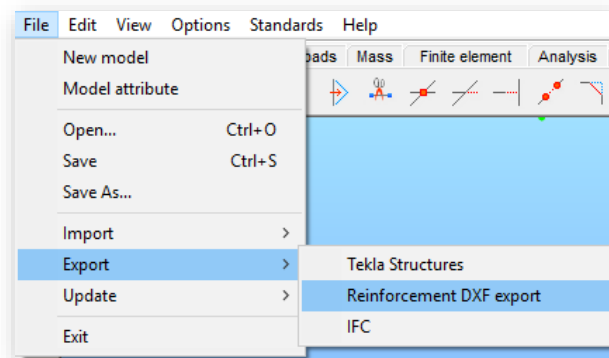 File Edit View Options Standards Help
Mass Finite element Analysis
New model
Model attribute
Open... Ctrl+O
Save Ctrl+S
Save As...
Import >
Export >
Update >
Exit
Tekla Structures
Reinforcement DXF export
IFC